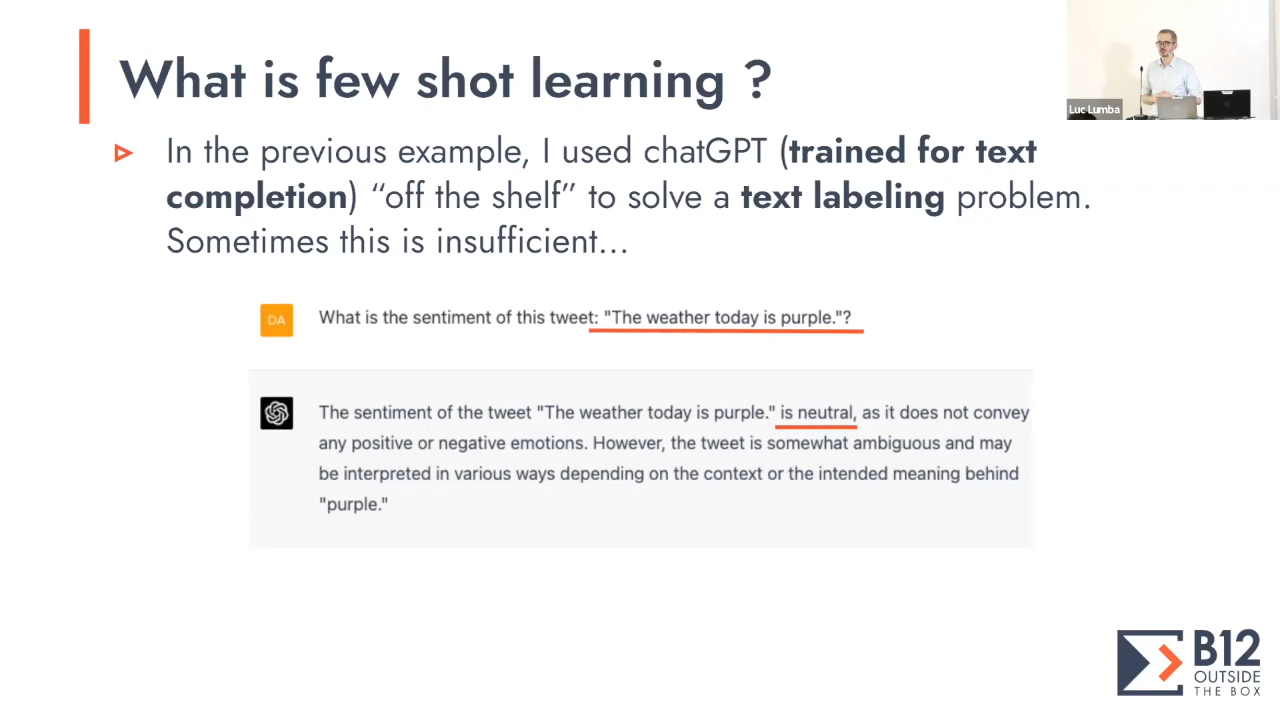 What is few shot learning ?
Luc Lumba
In the previous example, I used chatGPT (trained for text
completion) “off the shelf” to solve a text labeling problem.
Sometimes this is insufficient...
DA
What is the sentiment of this tweet: "The weather today is purple."?
The sentiment of the tweet "The weather today is purple." is neutral, as it does not convey
any positive or negative emotions. However, the tweet is somewhat ambiguous and may
be interpreted in various ways depending on the context or the intended meaning behind
"purple."
B12
OUTSIDE
THE BOX